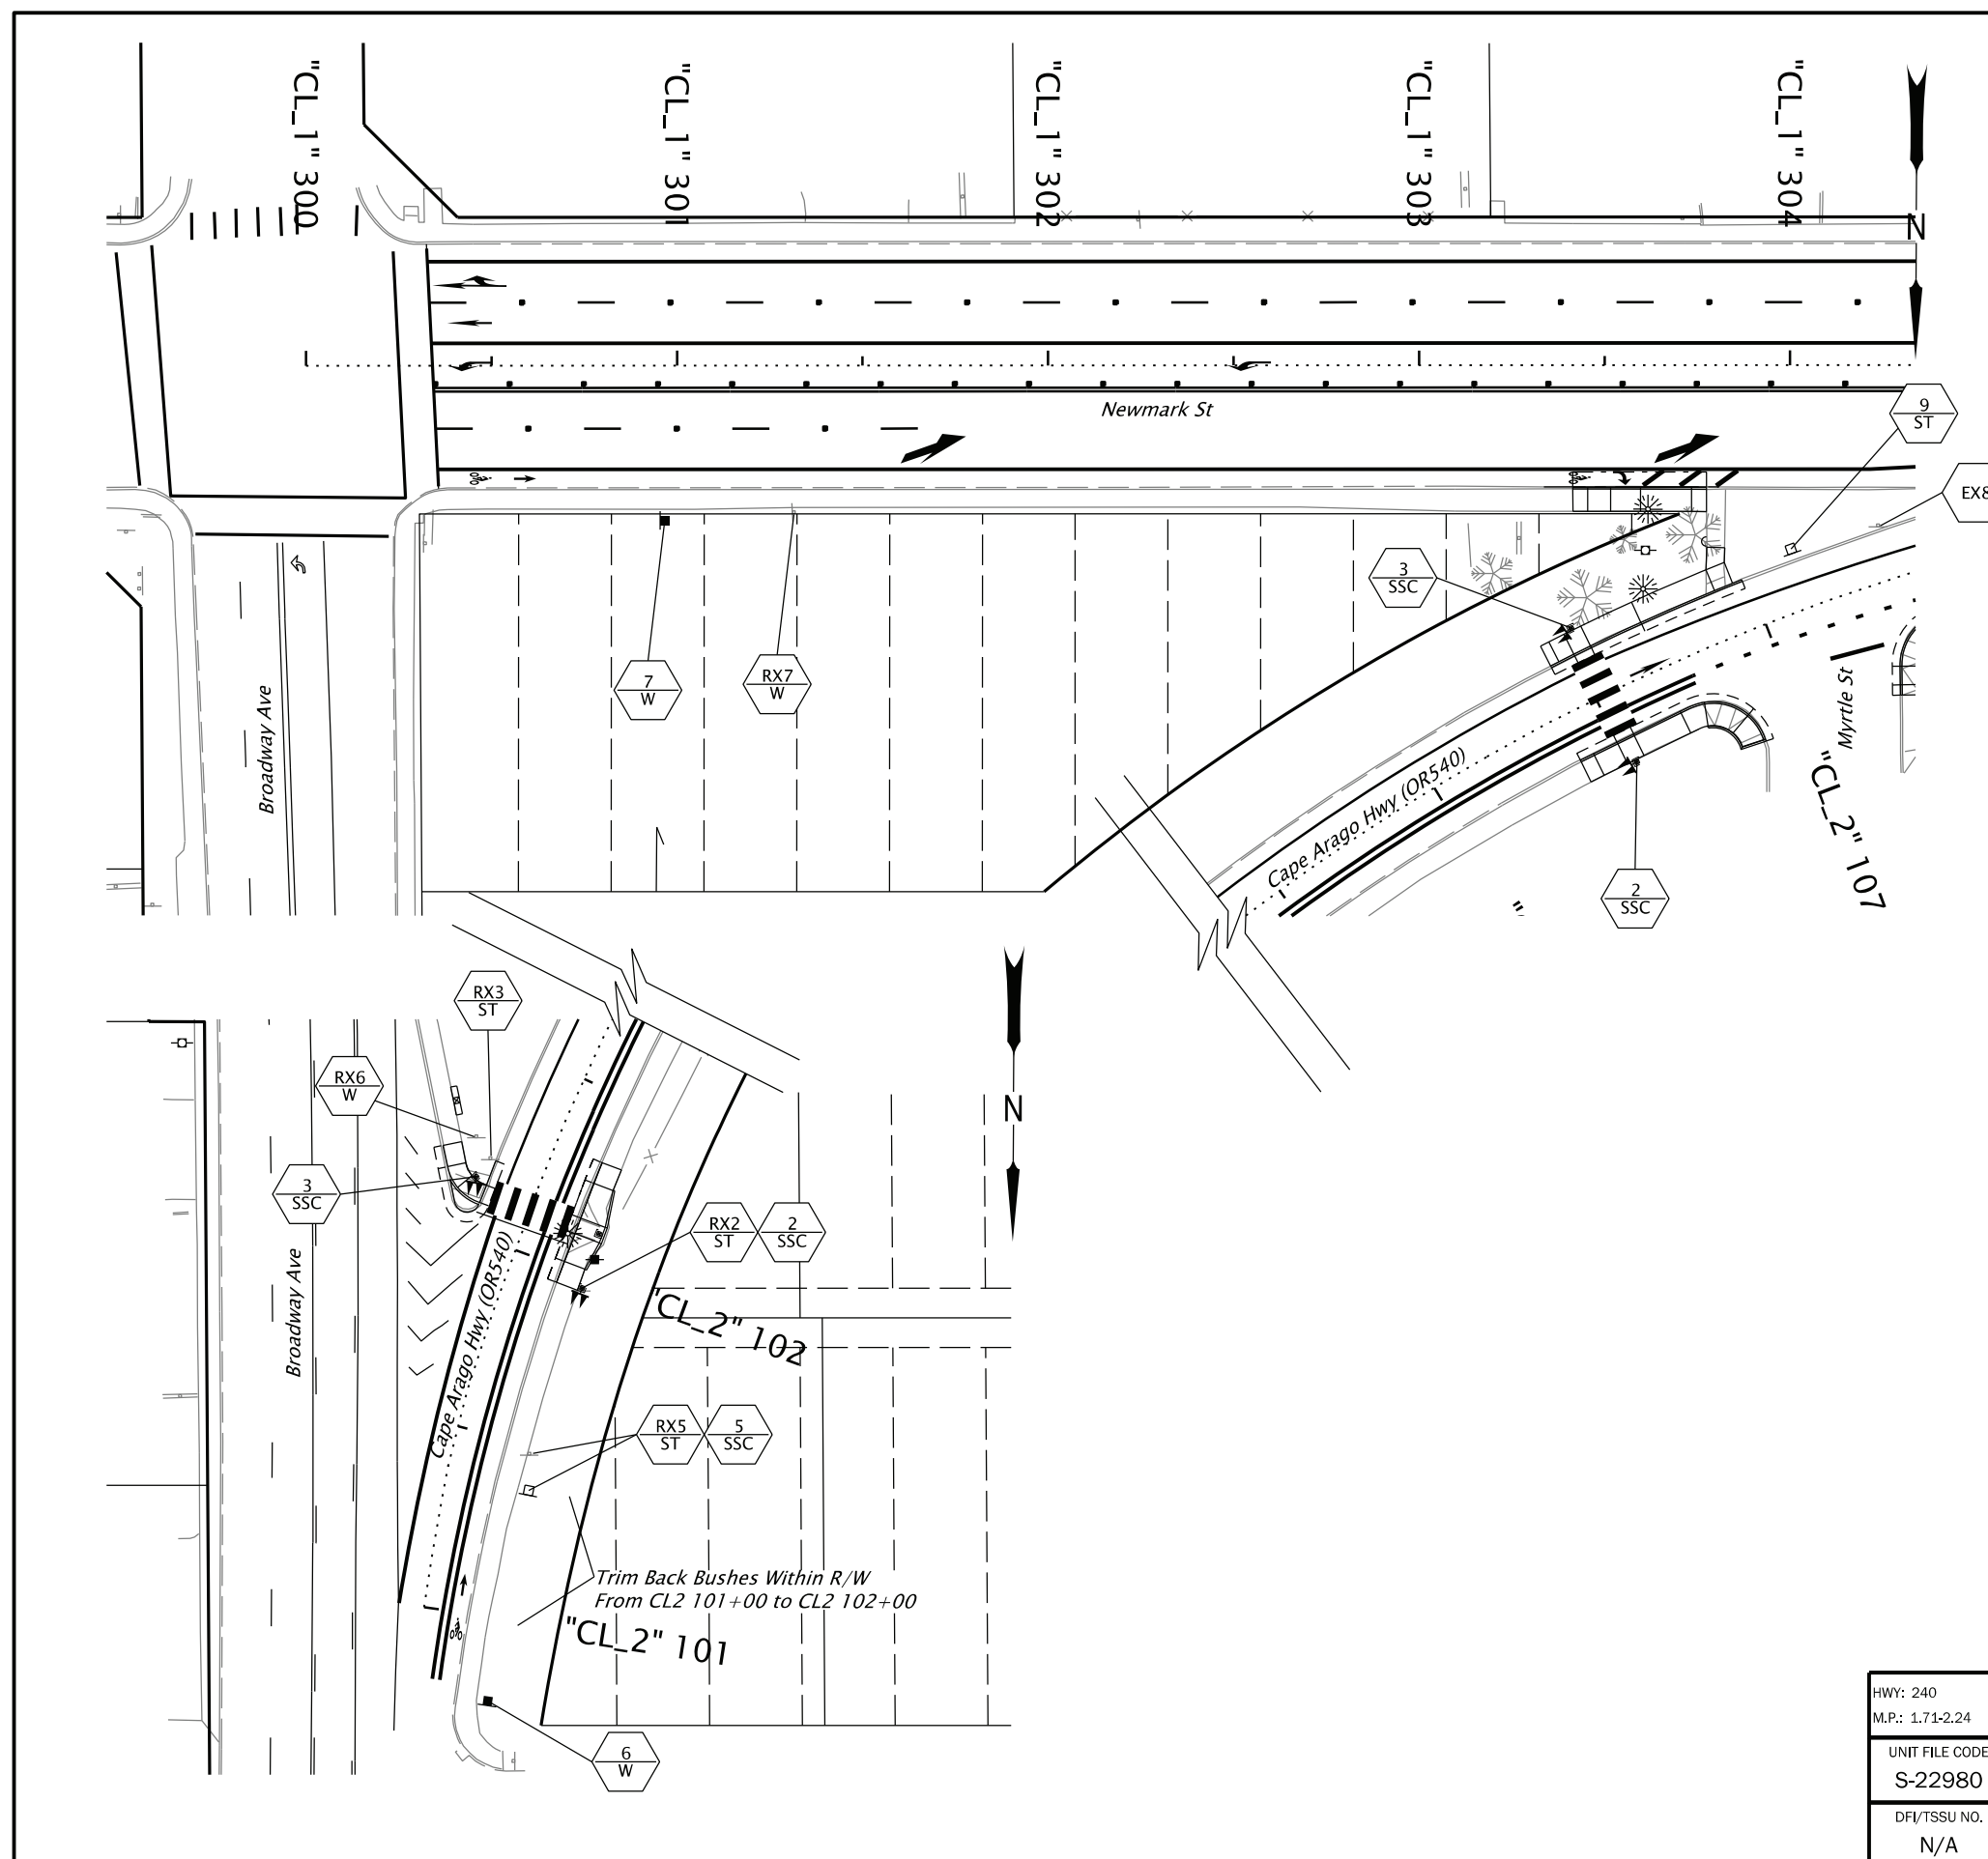 "CL_1" 300
"CL_1" 301
"CL_1" 302
"CL_1" 303
"CL_1" 304
N
Newmark St
9
ST
EX8
3
SSC
7
W
RX7
W
Broadway Ave
Myrtle St
Cape Arago Hwy (OR540)
"CL_2" 107
2
SSC
"
RX3
ST
RX6
W
N
3
SSC
RX2
ST
2
SSC
Broadway Ave
Cape Arago Hwy (OR540)
"CL_2" 102
RX5
ST
5
SSC
Trim Back Bushes Within R/W
From CL2 101+00 to CL2 102+00
"CL_2" 101
6
W
HWY: 240
M.P.: 1.71-2.24
UNIT FILE CODE
S-22980
DFI/TSSU NO.
N/A